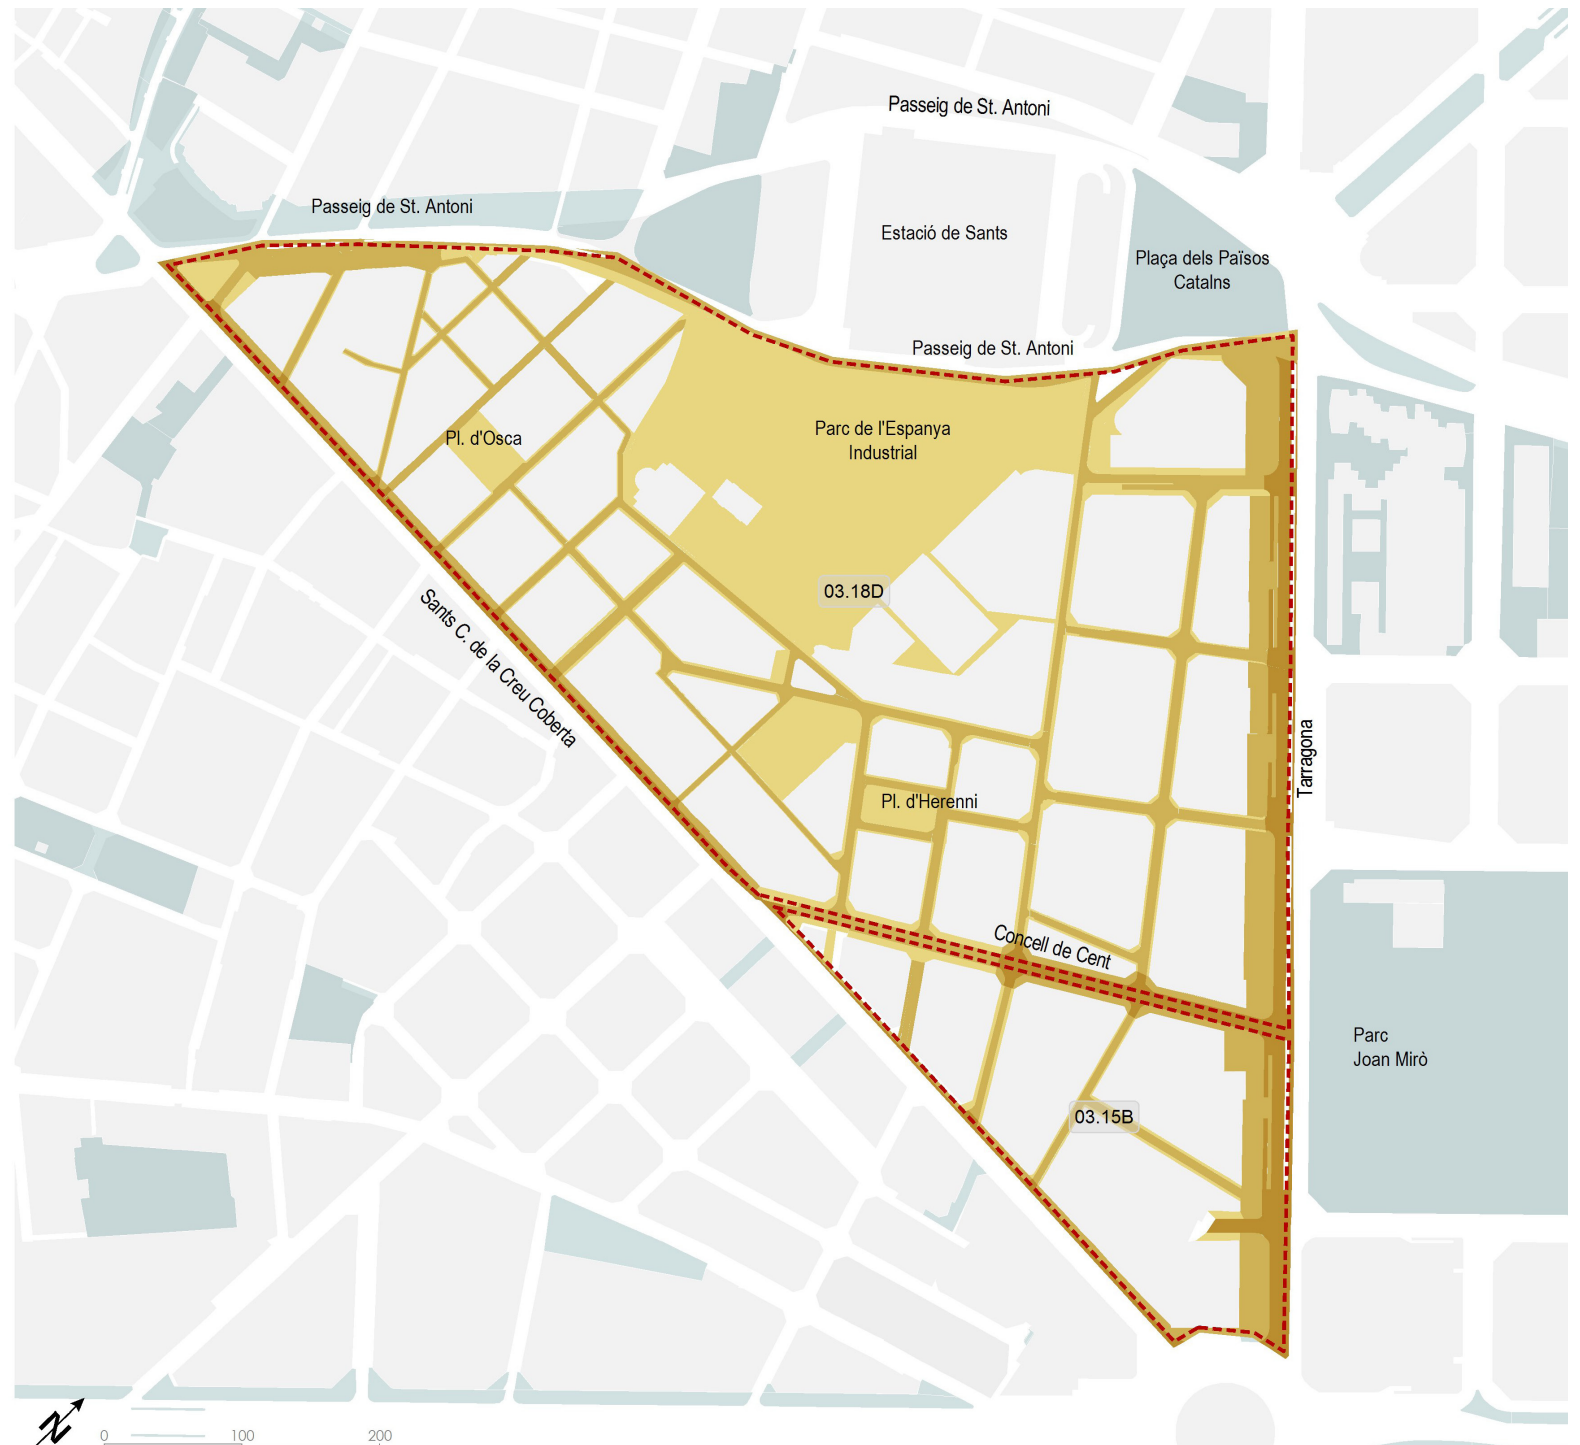 Passeig de St. Antoni
Passeig de St. Antoni
Estació de Sants
Plaça dels Països
Catalns
Passeig de St. Antoni
Parc de l'Espanya
Industrial
Pl. d'Osca
03.18D
Sants C. de la Creu Coberta
Tarragona
Pl. d'Herenni
Concell de Cent
Parc
Joan Mirò
03.15B
N
0 100 200